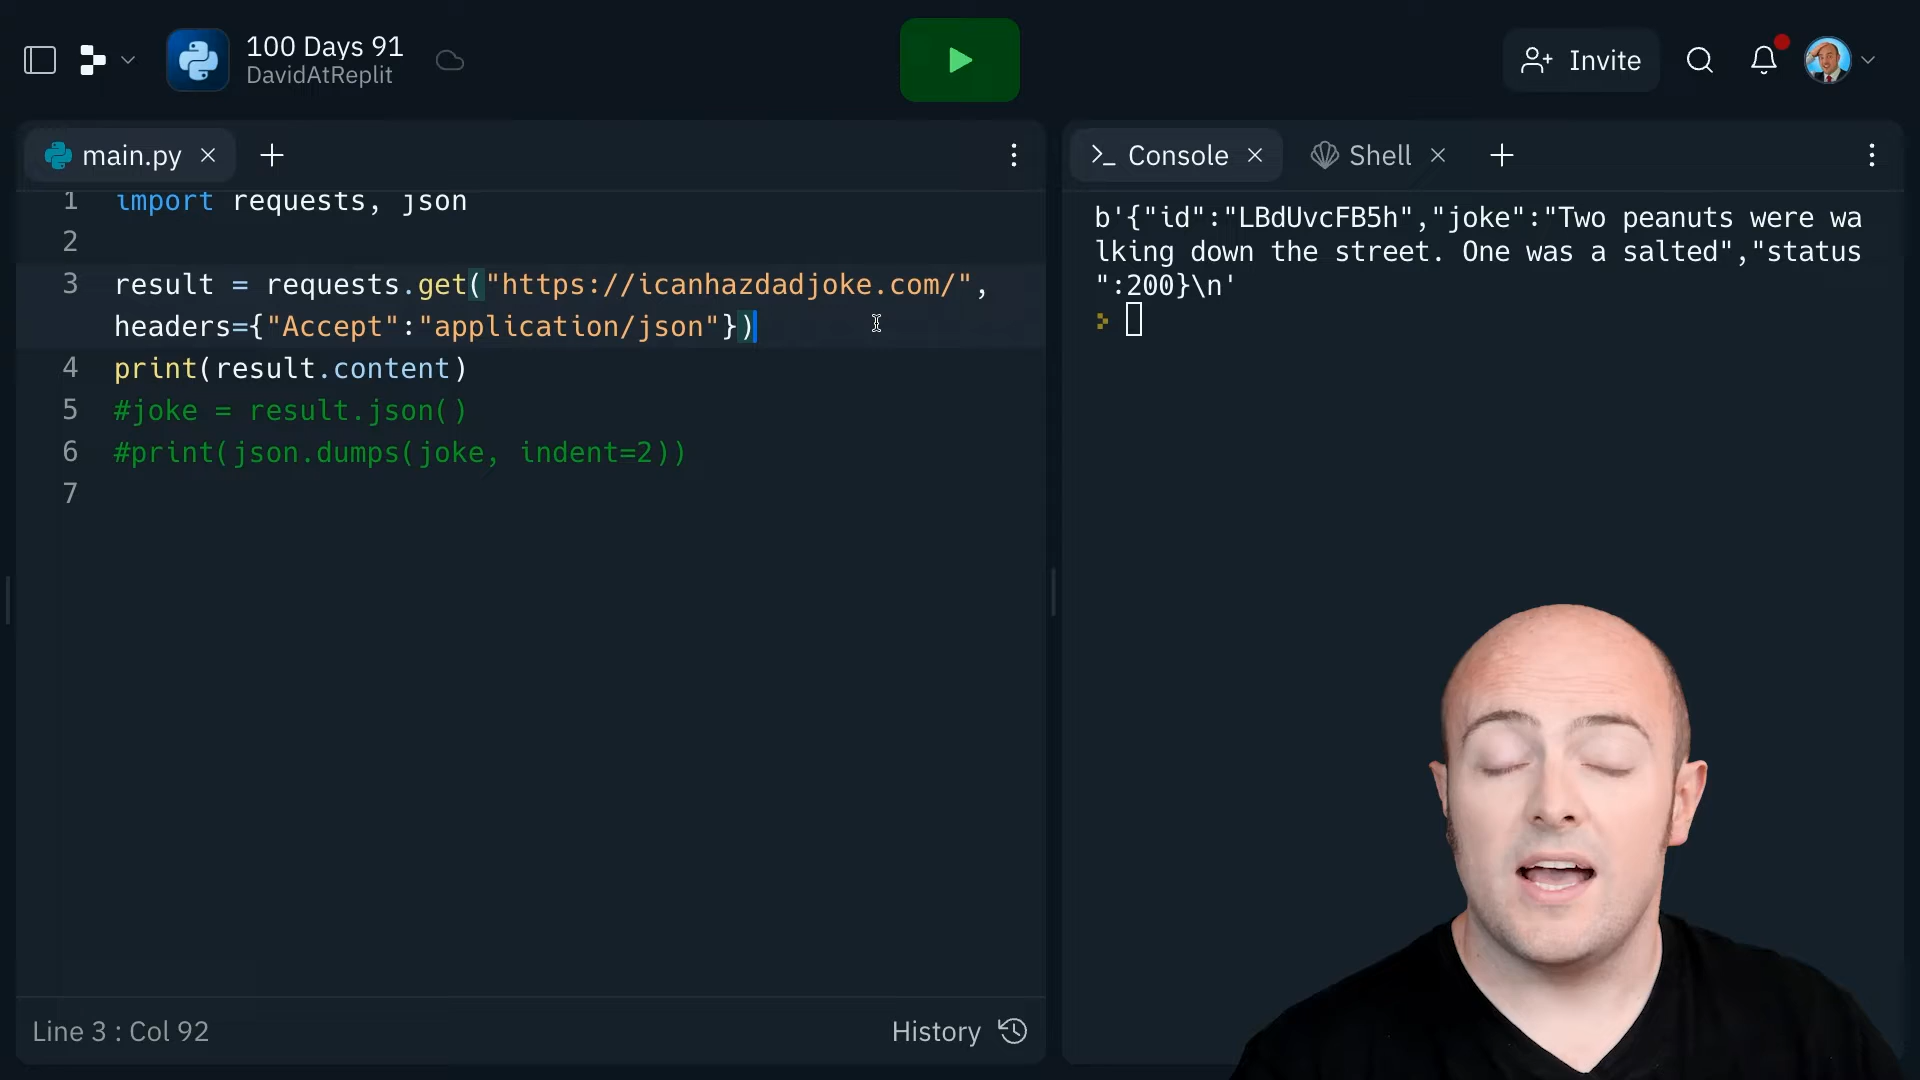 100 Days 91
DavidAtReplit
Invite
main.py
Console
Shell
1 import requests, json
2
3 result = requests.get("https://icanhazdadjoke.com/",
headers={"Accept":"application/json"})
4 print(result.content)
5 #joke = result.json()
6 #print(json.dumps(joke, indent=2))
7
b'{"id":"LBdUvcFB5h","joke":"Two peanuts were wa
lking down the street. One was a salted","status
":200}\n'
Line 3 : Col 92
History